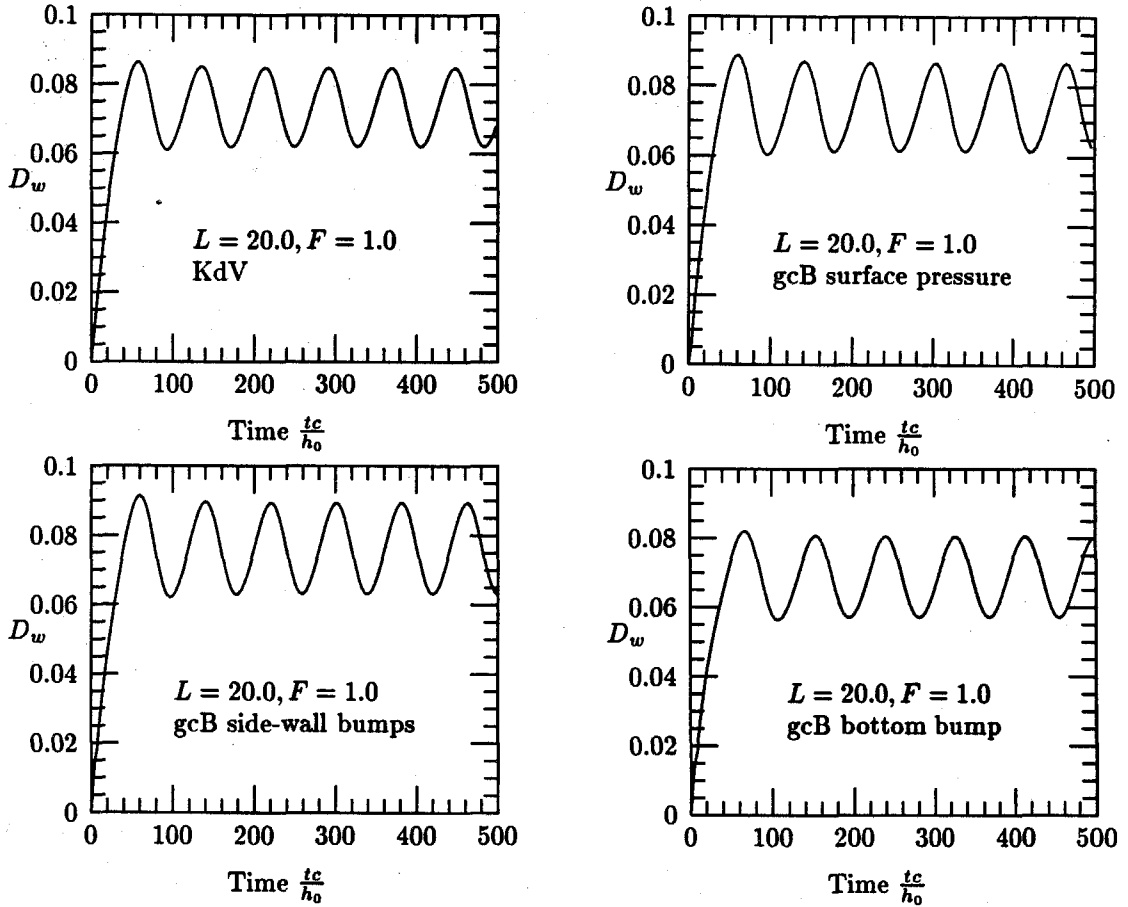 0.1
0.08
0.06
D_w
0.04
0.02
0
L = 20.0, F = 1.0
KdV
0 100 200 300 400 500
Time tc/h_0
0.1
0.08
0.06
D_w
0.04
0.02
0
L = 20.0, F = 1.0
gcB surface pressure
0 100 200 300 400 500
Time tc/h_0
0.1
0.08
0.06
D_w
0.04
0.02
0
L = 20.0, F = 1.0
gcB side-wall bumps
0 100 200 300 400 500
Time tc/h_0
0.1
0.08
0.06
D_w
0.04
0.02
0
L = 20.0, F = 1.0
gcB bottom bump
0 100 200 300 400 500
Time tc/h_0